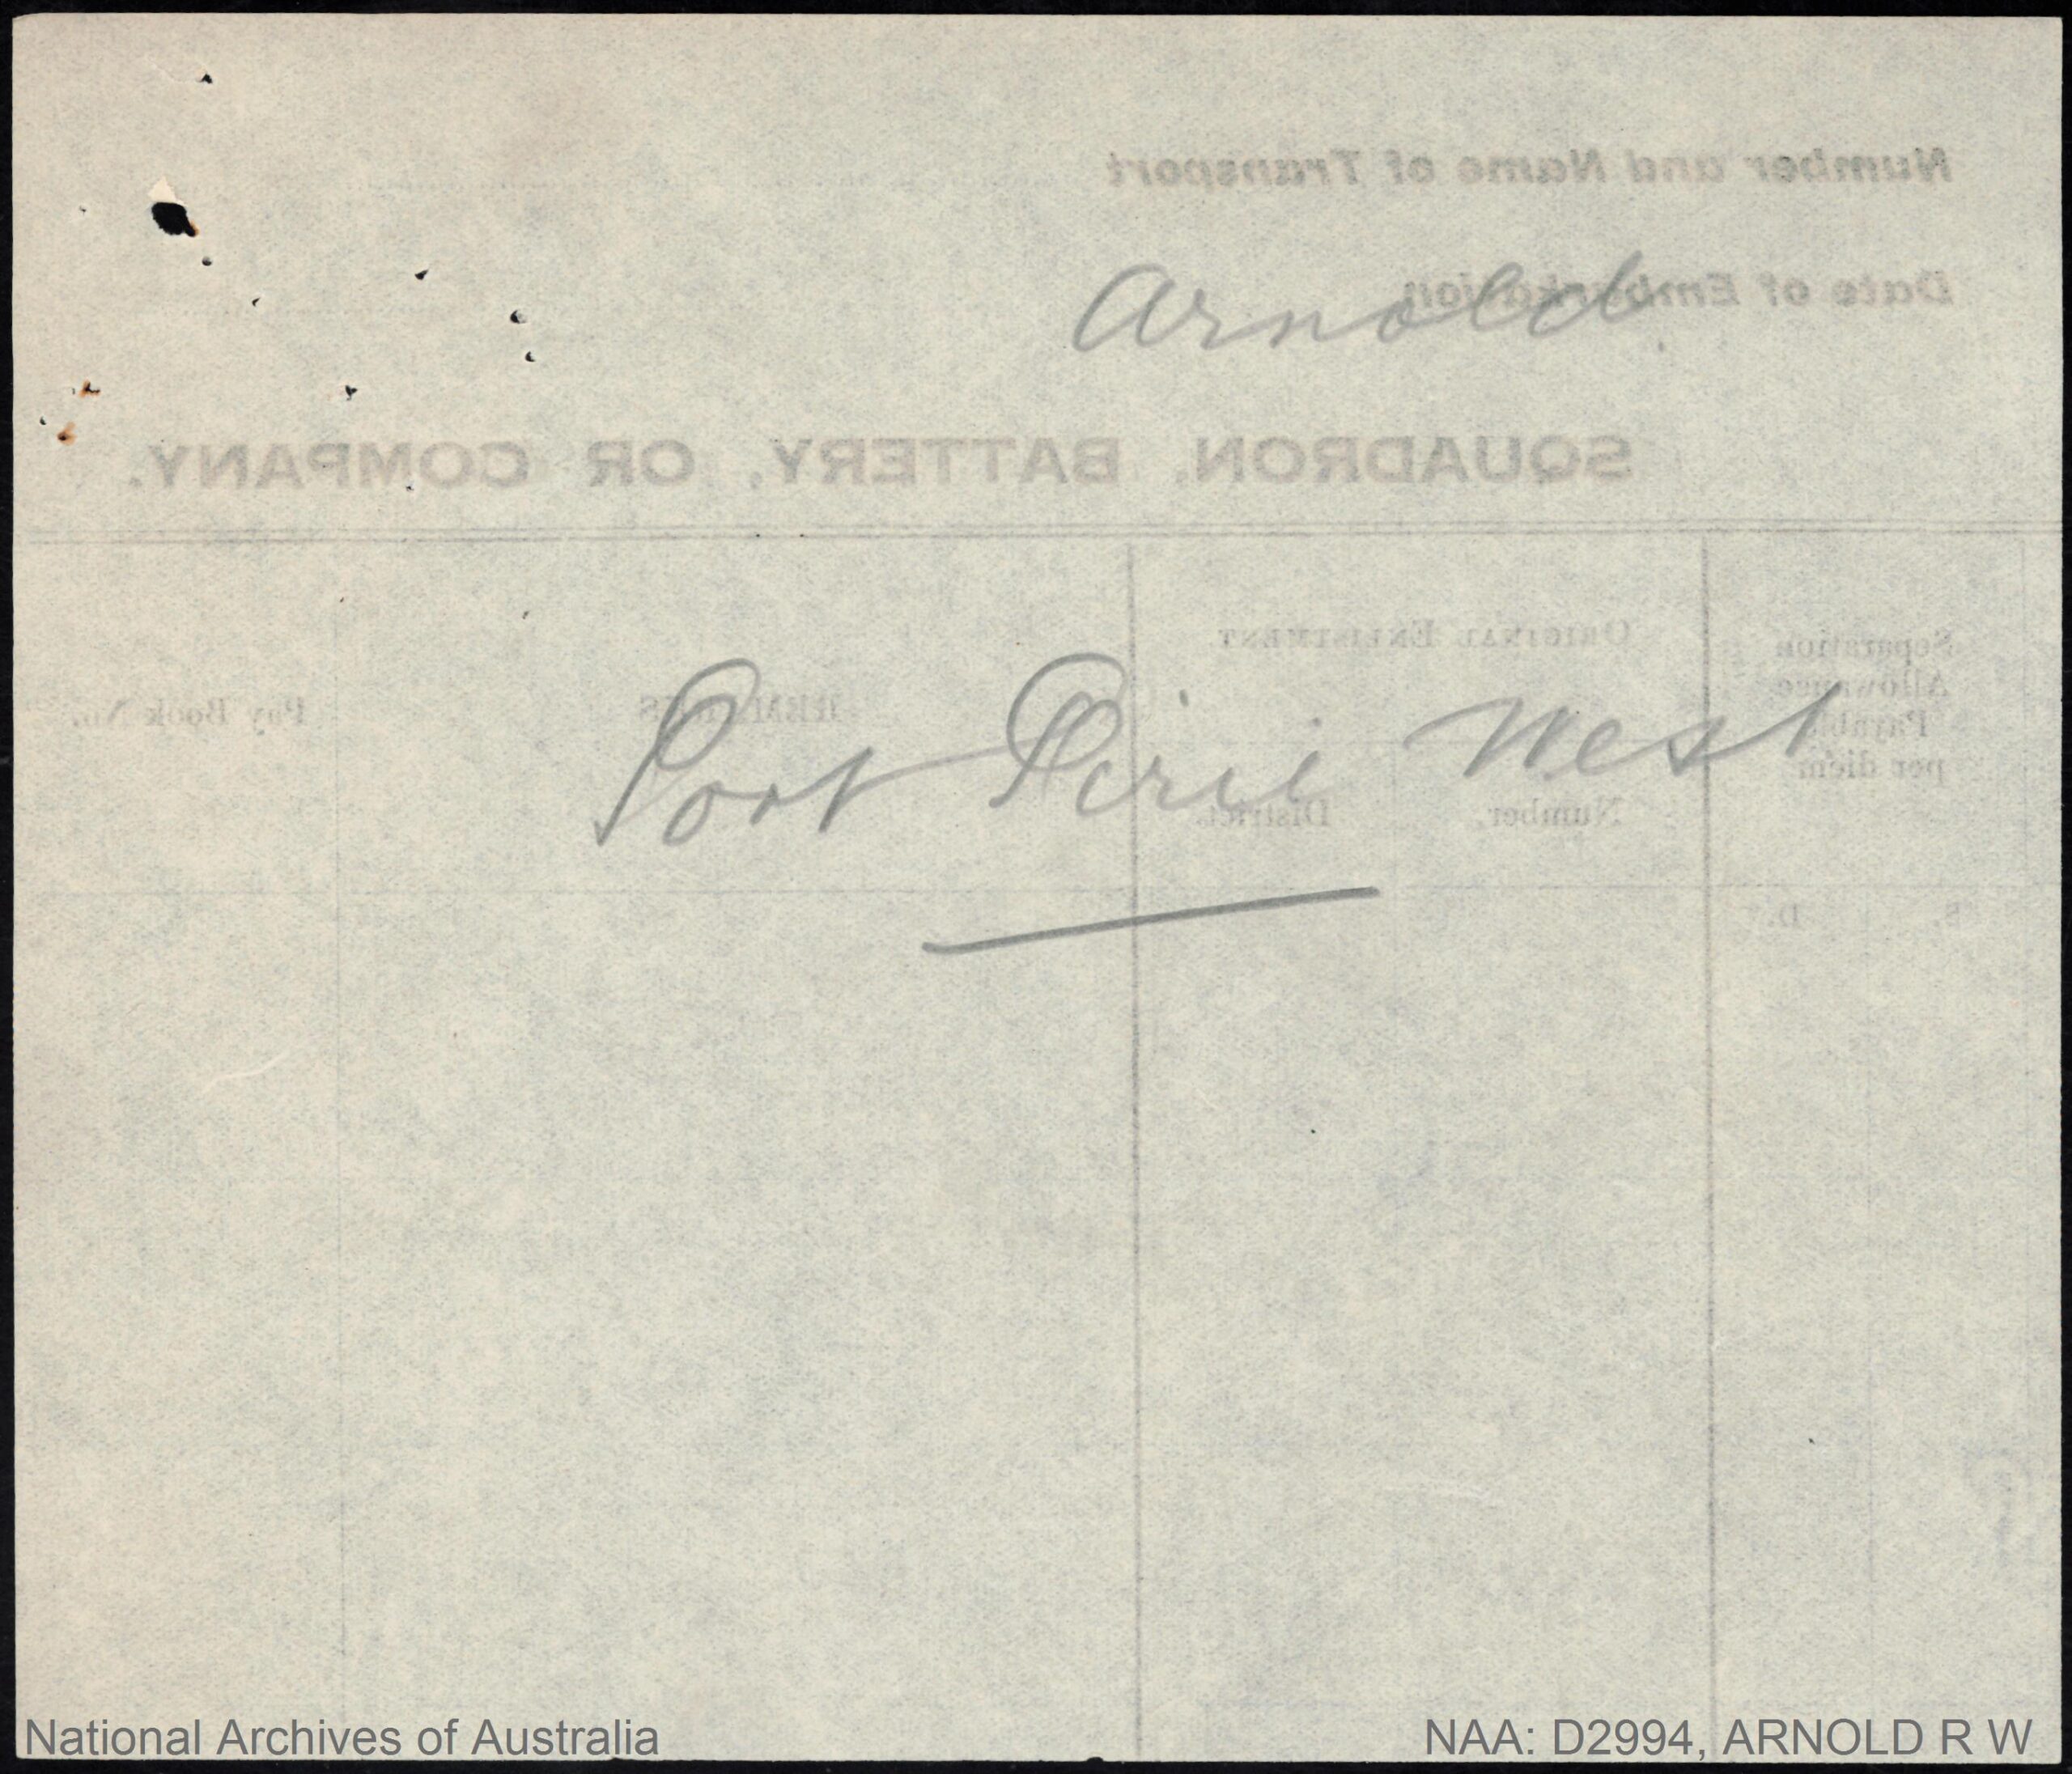 Number and Name of Transport
Date of Embarkation
Arnold
SQUADRON, BATTERY, OR COMPANY.
Separation Allowance Payable per diem
ORIGINAL ENLISTMENT
Number.
District.
Pay Book No.
S. D.
Port Pirie West
National Archives of Australia
NAA: D2994, ARNOLD R W